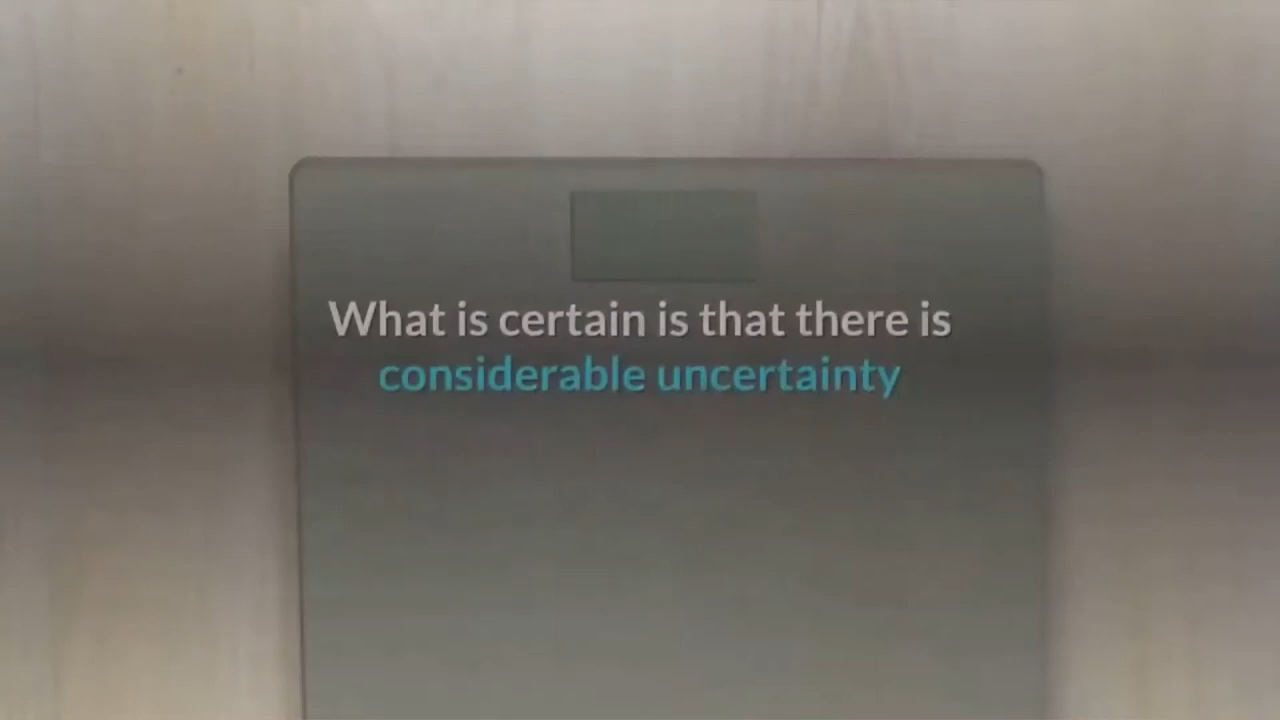 What is certain is that there is
considerable uncertainty